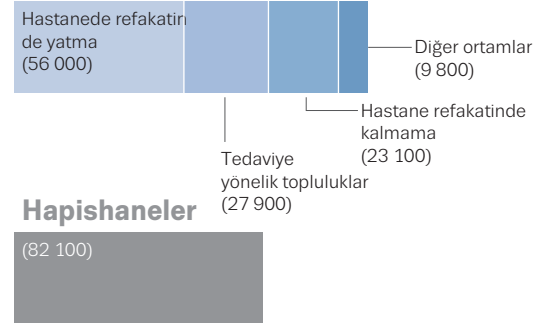 Hastanede refakatin
de yatma
(56 000)
Diğer ortamlar
(9 800)
Hastane refakatinde
kalmama
(23 100)
Tedaviye
yönelik topluluklar
(27 900)
Hapishaneler
(82 100)